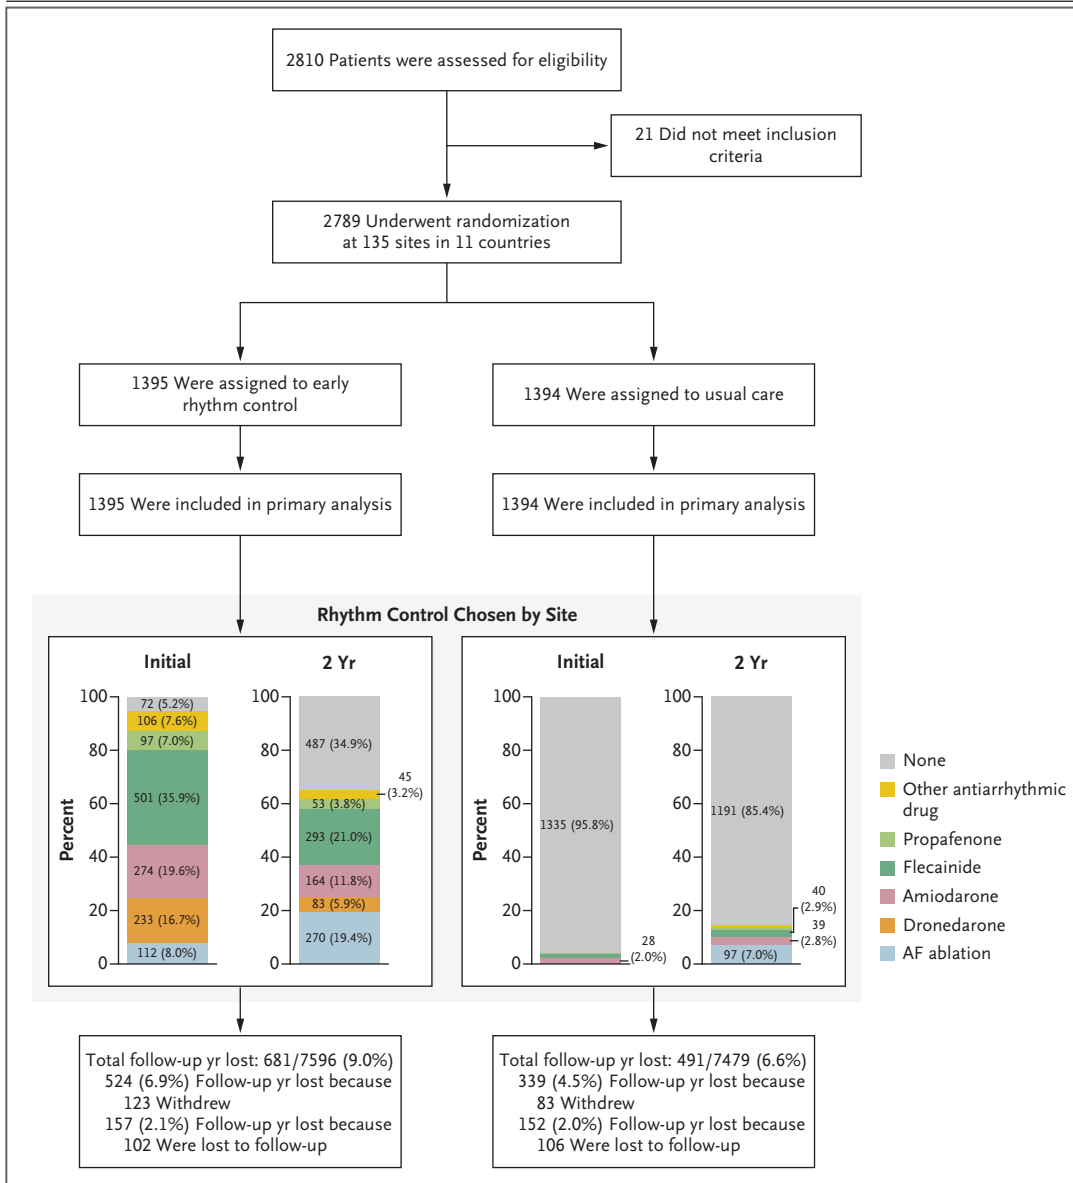 2810 Patients were assessed for eligibility
21 Did not meet inclusion
criteria
2789 Underwent randomization
at 135 sites in 11 countries
1395 Were assigned to early
rhythm control
1394 Were assigned to usual care
1395 Were included in primary analysis
1394 Were included in primary analysis
Rhythm Control Chosen by Site
Initial
2 Yr
Percent
100
80
60
40
20
0
72 (5.2%)
106 (7.6%)
97 (7.0%)
501 (35.9%)
274 (19.6%)
233 (16.7%)
112 (8.0%)
100
80
60
40
20
0
487 (34.9%)
45
(3.2%)
53 (3.8%)
293 (21.0%)
164 (11.8%)
83 (5.9%)
270 (19.4%)
Initial
2 Yr
Percent
100
80
60
40
20
0
1335 (95.8%)
28
(2.0%)
100
80
60
40
20
0
1191 (85.4%)
40
(2.9%)
39
(2.8%)
97 (7.0%)
None
Other antiarrhythmic
drug
Propafenone
Flecainide
Amiodarone
Dronedarone
AF ablation
Total follow-up yr lost: 681/7596 (9.0%)
524 (6.9%) Follow-up yr lost because
123 Withdrew
157 (2.1%) Follow-up yr lost because
102 Were lost to follow-up
Total follow-up yr lost: 491/7479 (6.6%)
339 (4.5%) Follow-up yr lost because
83 Withdrew
152 (2.0%) Follow-up yr lost because
106 Were lost to follow-up